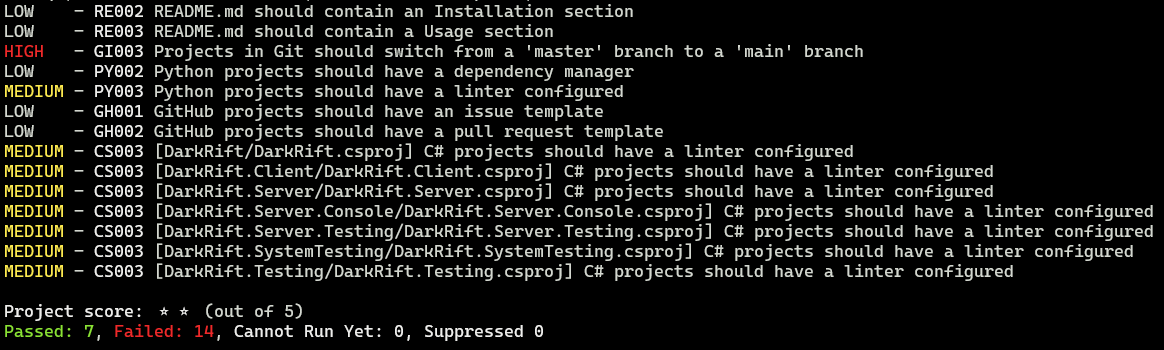 LOW    - RE002 README.md should contain an Installation section
LOW    - RE003 README.md should contain a Usage section
HIGH   - GI003 Projects in Git should switch from a 'master' branch to a 'main' branch
LOW    - PY002 Python projects should have a dependency manager
MEDIUM - PY003 Python projects should have a linter configured
LOW    - GH001 GitHub projects should have an issue template
LOW    - GH002 GitHub projects should have a pull request template
MEDIUM - CS003 [DarkRift/DarkRift.csproj] C# projects should have a linter configured
MEDIUM - CS003 [DarkRift.Client/DarkRift.Client.csproj] C# projects should have a linter configured
MEDIUM - CS003 [DarkRift.Server/DarkRift.Server.csproj] C# projects should have a linter configured
MEDIUM - CS003 [DarkRift.Server.Console/DarkRift.Server.Console.csproj] C# projects should have a linter configured
MEDIUM - CS003 [DarkRift.Server.Testing/DarkRift.Server.Testing.csproj] C# projects should have a linter configured
MEDIUM - CS003 [DarkRift.SystemTesting/DarkRift.SystemTesting.csproj] C# projects should have a linter configured
MEDIUM - CS003 [DarkRift.Testing/DarkRift.Testing.csproj] C# projects should have a linter configured
Project score: ⭑ ⭑ (out of 5)
Passed: 7, Failed: 14, Cannot Run Yet: 0, Suppressed 0